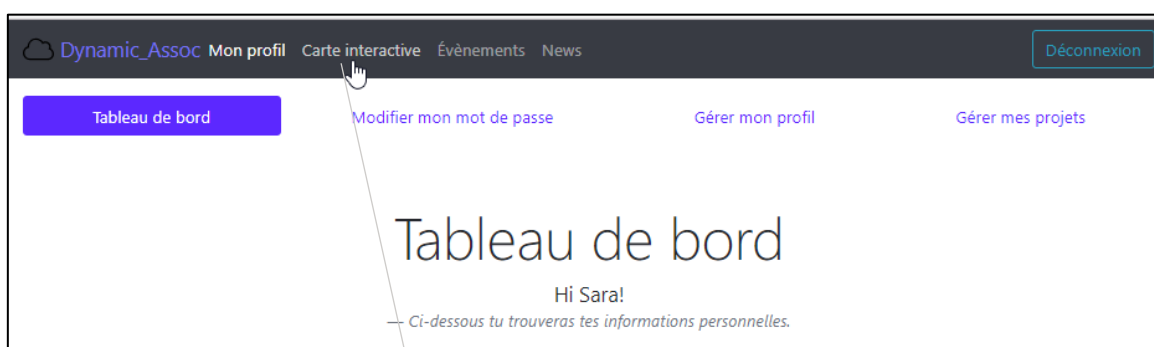 Dynamic_Assoc Mon profil Carte interactive Évènements News Déconnexion
Tableau de bord Modifier mon mot de passe Gérer mon profil Gérer mes projets
Tableau de bord
Hi Sara!
— Ci-dessous tu trouveras tes informations personnelles.